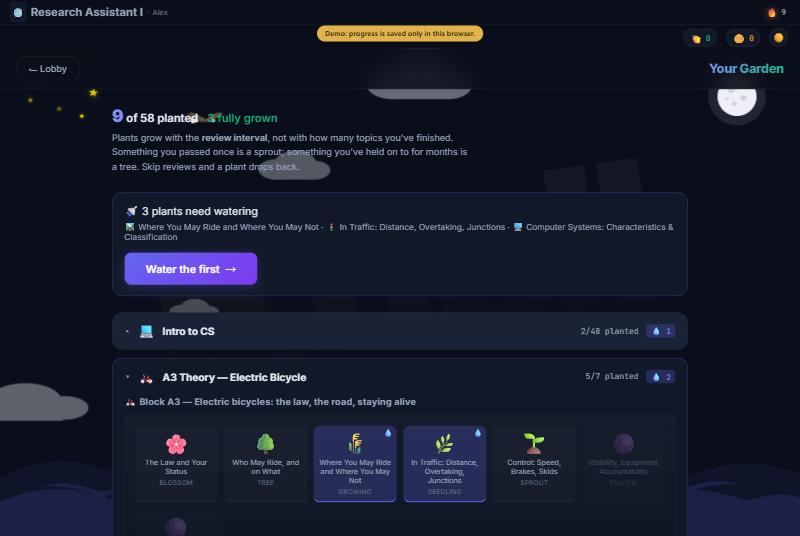 Research Assistant I · Alex
9
Demo: progress is saved only in this browser.
0 0
← Lobby
Your Garden
9 of 58 planted 3 fully grown
Plants grow with the review interval, not with how many topics you've finished.
Something you passed once is a sprout; something you've held on to for months is
a tree. Skip reviews and a plant drops back.
3 plants need watering
Where You May Ride and Where You May Not · In Traffic: Distance, Overtaking, Junctions · Computer Systems: Characteristics &
Classification
Water the first →
Intro to CS
2/48 planted 1
A3 Theory — Electric Bicycle
5/7 planted 2
Block A3 — Electric bicycles: the law, the road, staying alive
The Law and Your
Status
BLOSSOM
Who May Ride, and
on What
TREE
Where You May Ride
and Where You May
Not
GROWING
In Traffic: Distance,
Overtaking,
Junctions
SEEDLING
Control: Speed,
Brakes, Skids
SPROUT
Visibility, Equipment,
Accountability
FALLOW